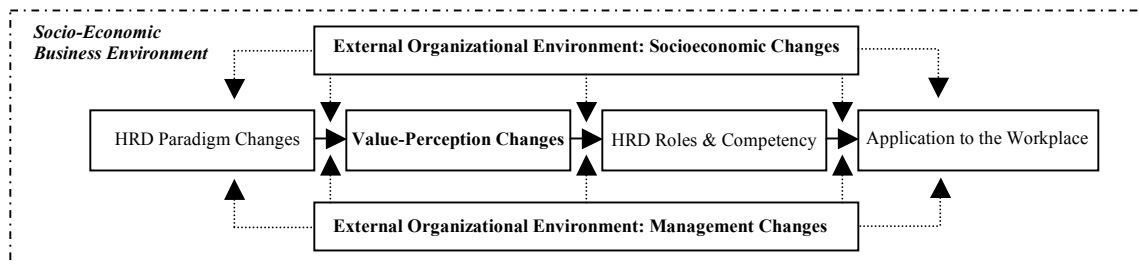 Socio-Economic
Business Environment
External Organizational Environment: Socioeconomic Changes
HRD Paradigm Changes
Value-Perception Changes
HRD Roles & Competency
Application to the Workplace
External Organizational Environment: Management Changes